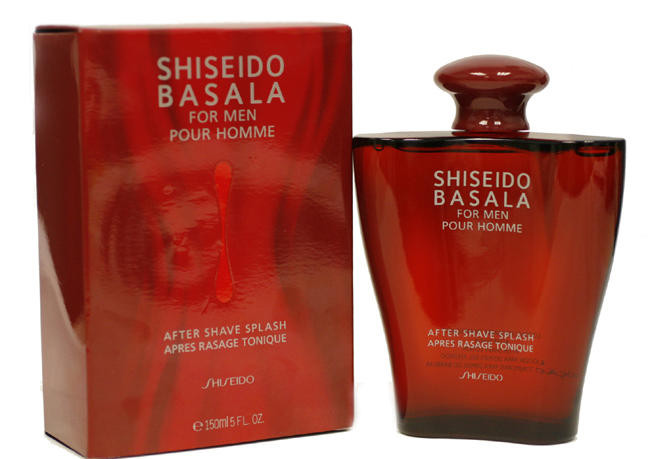 SHISEIDO
BASALA
FOR MEN
POUR HOMME
AFTER SHAVE SPLASH
APRES RASAGE TONIQUE
SHISEIDO
℮ 150ml 5 FL. OZ.
SHISEIDO
BASALA
FOR MEN
POUR HOMME
AFTER SHAVE SPLASH
APRES RASAGE TONIQUE
SHISEIDO